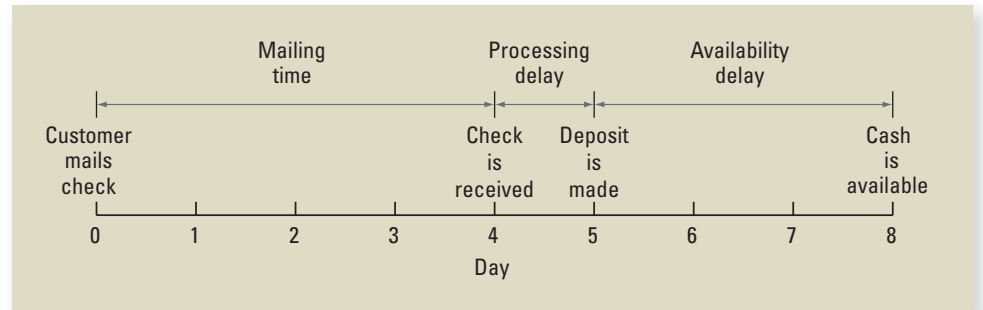 Mailing
time
Processing
delay
Availability
delay
Customer
mails
check
Check
is
received
Deposit
is
made
Cash
is
available
0 1 2 3 4 5 6 7 8
Day